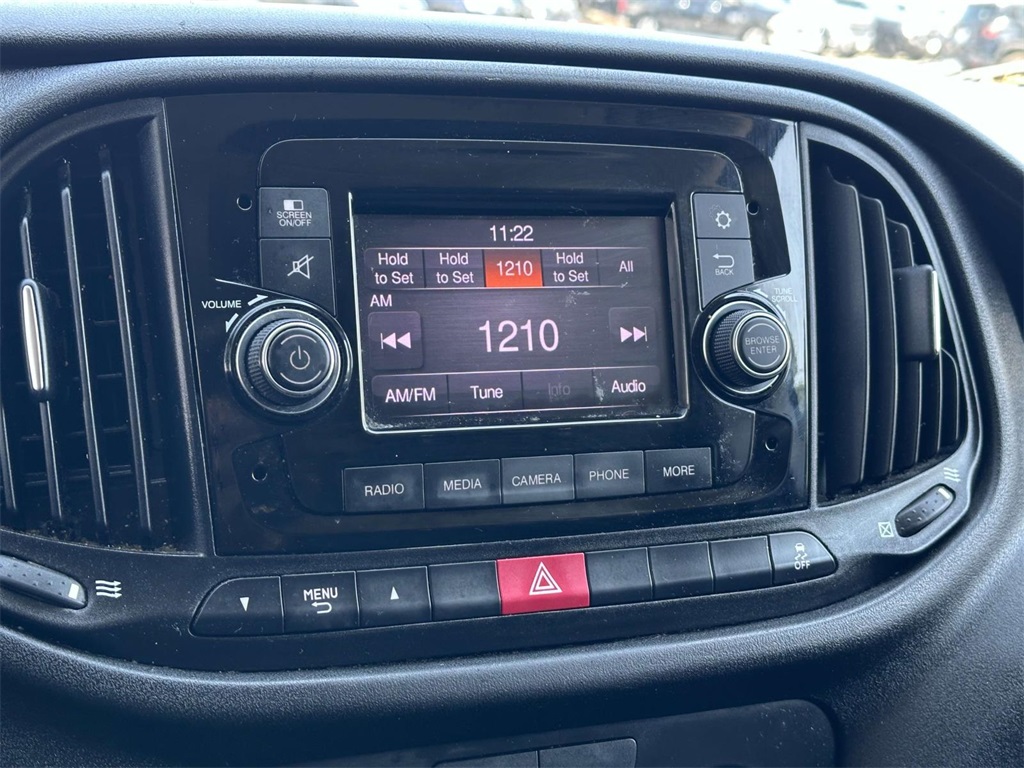 SCREEN
ON/OFF
11:22
Hold to Set
Hold to Set
1210
Hold to Set
All
BACK
VOLUME
AM
1210
TUNE
SCROLL
BROWSE
ENTER
AM/FM
Tune
Info
Audio
RADIO
MEDIA
CAMERA
PHONE
MORE
MENU
OFF